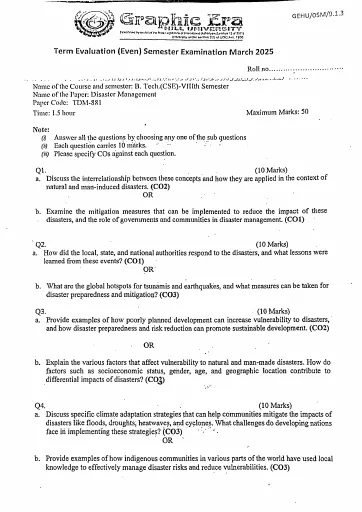 GEHU/DSM/9.1.3
Graphic Era
HILL UNIVERSITY
Term Evaluation (Even) Semester Examination March 2025
Roll no.............................
Name of the Course and semester: B. Tech.(CSE)-VIIIth Semester
Name of the Paper: Disaster Management
Paper Code: TDM-881
Time: 1.5 hour Maximum Marks: 50
Note:
(i) Answer all the questions by choosing any one of the sub questions
(ii) Each question carries 10 marks.
(iii) Please specify COs against each question.
Q1. (10 Marks)
a. Discuss the interrelationship between these concepts and how they are applied in the context of
natural and man-induced disasters. (CO2)
OR
b. Examine the mitigation measures that can be implemented to reduce the impact of these
disasters, and the role of governments and communities in disaster management. (CO1)
Q2. (10 Marks)
a. How did the local, state, and national authorities respond to the disasters, and what lessons were
learned from these events? (CO1)
OR
b. What are the global hotspots for tsunamis and earthquakes, and what measures can be taken for
disaster preparedness and mitigation? (CO3)
Q3. (10 Marks)
a. Provide examples of how poorly planned development can increase vulnerability to disasters,
and how disaster preparedness and risk reduction can promote sustainable development. (CO2)
OR
b. Explain the various factors that affect vulnerability to natural and man-made disasters. How do
factors such as socioeconomic status, gender, age, and geographic location contribute to
differential impacts of disasters?
Q4. (10 Marks)
a. Discuss specific climate adaptation strategies that can help communities mitigate the impacts of
disasters like floods, droughts, heatwaves, and cyclones. What challenges do developing nations
face in implementing these strategies? (CO3)
OR
b. Provide examples of how indigenous communities in various parts of the world have used local
knowledge to effectively manage disaster risks and reduce vulnerabilities. (CO3)